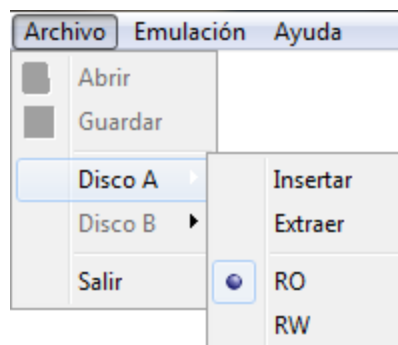 Archivo Emulación Ayuda
Abrir
Guardar
Disco A
Insertar
Disco B
Extraer
Salir
RO
RW